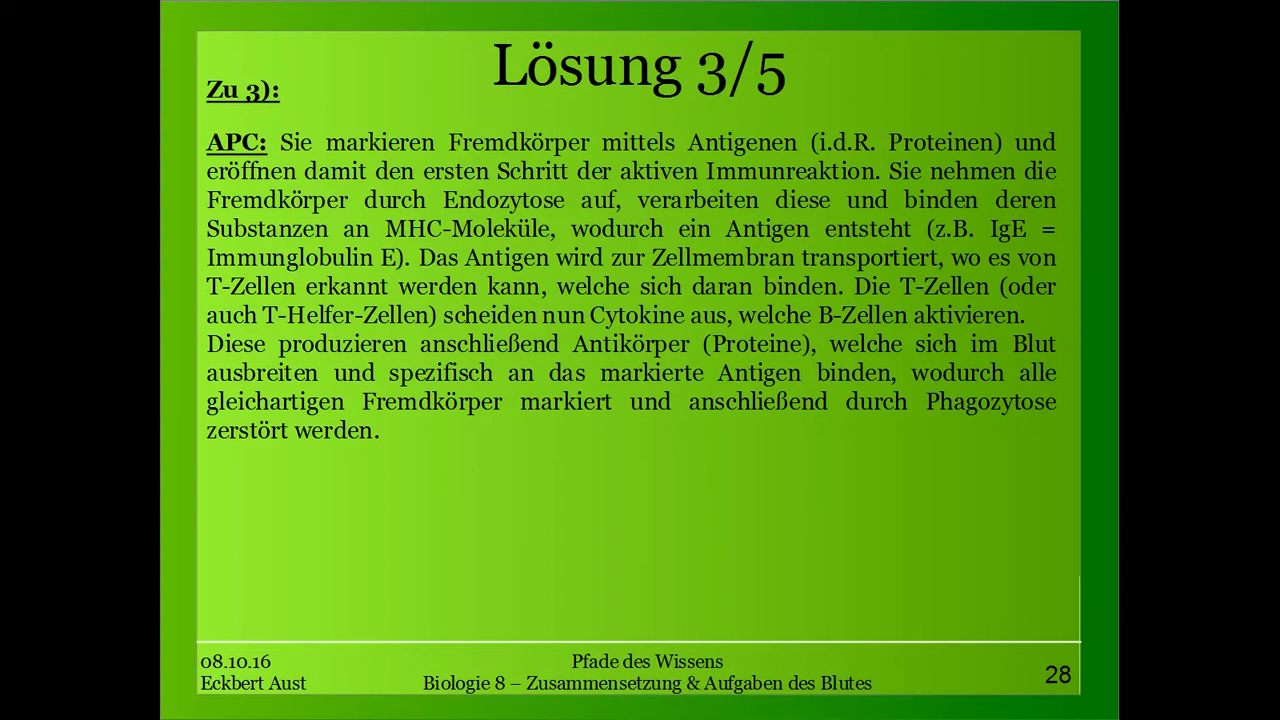 Lösung 3/5
Zu 3):
APC: Sie markieren Fremdkörper mittels Antigenen (i.d.R. Proteinen) und
eröffnen damit den ersten Schritt der aktiven Immunreaktion. Sie nehmen die
Fremdkörper durch Endozytose auf, verarbeiten diese und binden deren
Substanzen an MHC-Moleküle, wodurch ein Antigen entsteht (z.B. IgE =
Immunglobulin E). Das Antigen wird zur Zellmembran transportiert, wo es von
T-Zellen erkannt werden kann, welche sich daran binden. Die T-Zellen (oder
auch T-Helfer-Zellen) scheiden nun Cytokine aus, welche B-Zellen aktivieren.
Diese produzieren anschließend Antikörper (Proteine), welche sich im Blut
ausbreiten und spezifisch an das markierte Antigen binden, wodurch alle
gleichartigen Fremdkörper markiert und anschließend durch Phagozytose
zerstört werden.
08.10.16
Eckbert Aust
Pfade des Wissens
Biologie 8 – Zusammensetzung & Aufgaben des Blutes
28